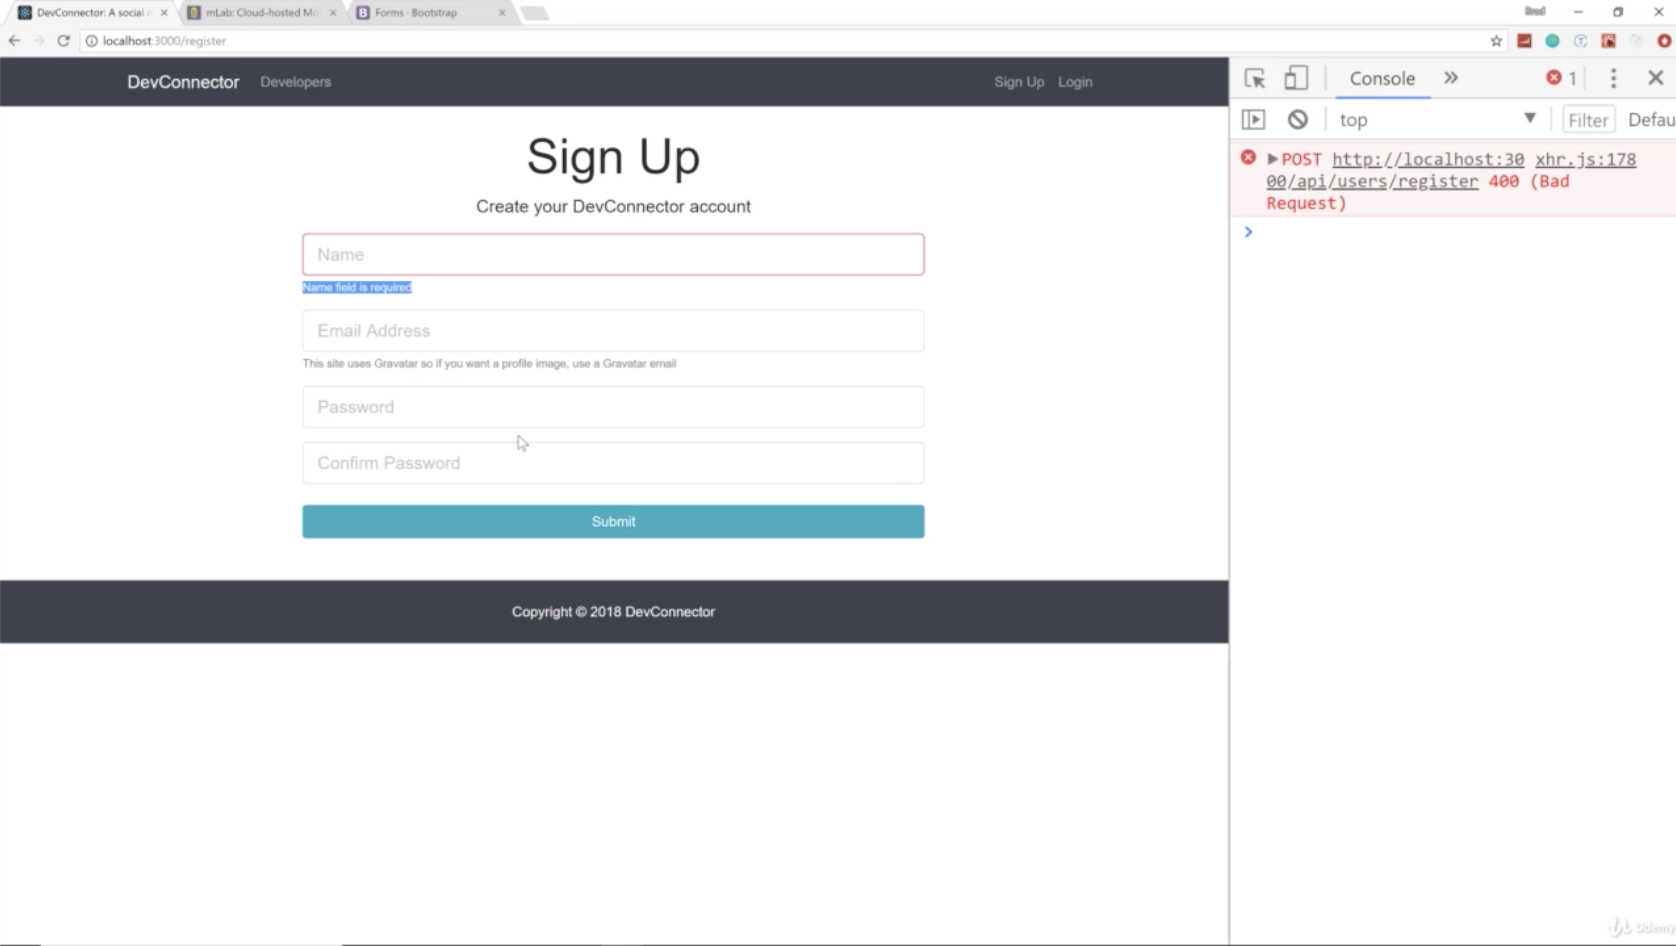 DevConnector: A social
mLab: Cloud-hosted Mo
Forms · Bootstrap
localhost:3000/register
DevConnector Developers Sign Up Login
Console » 1
top Filter Defau
POST http://localhost:30 xhr.js:178
00/api/users/register 400 (Bad
Request)
Sign Up
Create your DevConnector account
Name
Name field is required
Email Address
This site uses Gravatar so if you want a profile image, use a Gravatar email
Password
Confirm Password
Submit
Copyright © 2018 DevConnector
Udemy